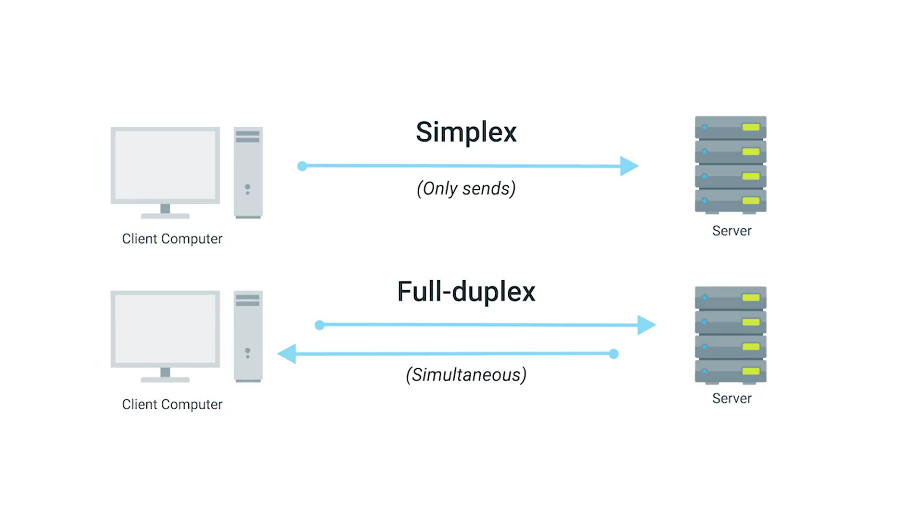 Simplex
(Only sends)
Client Computer
Server
Full-duplex
(Simultaneous)
Client Computer
Server